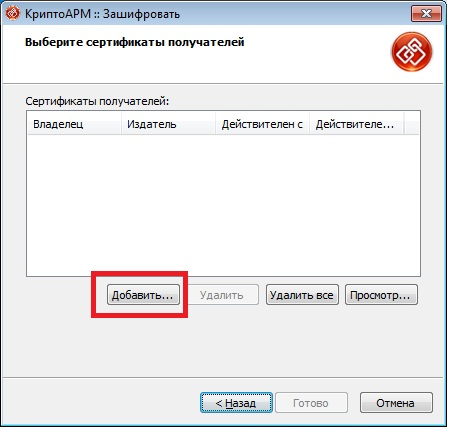 КриптоАРМ :: Зашифровать
Выберите сертификаты получателей
Сертификаты получателей:
Владелец Издатель Действителен с Действителе...
Добавить... Удалить Удалить все Просмотр...
< Назад Готово Отмена